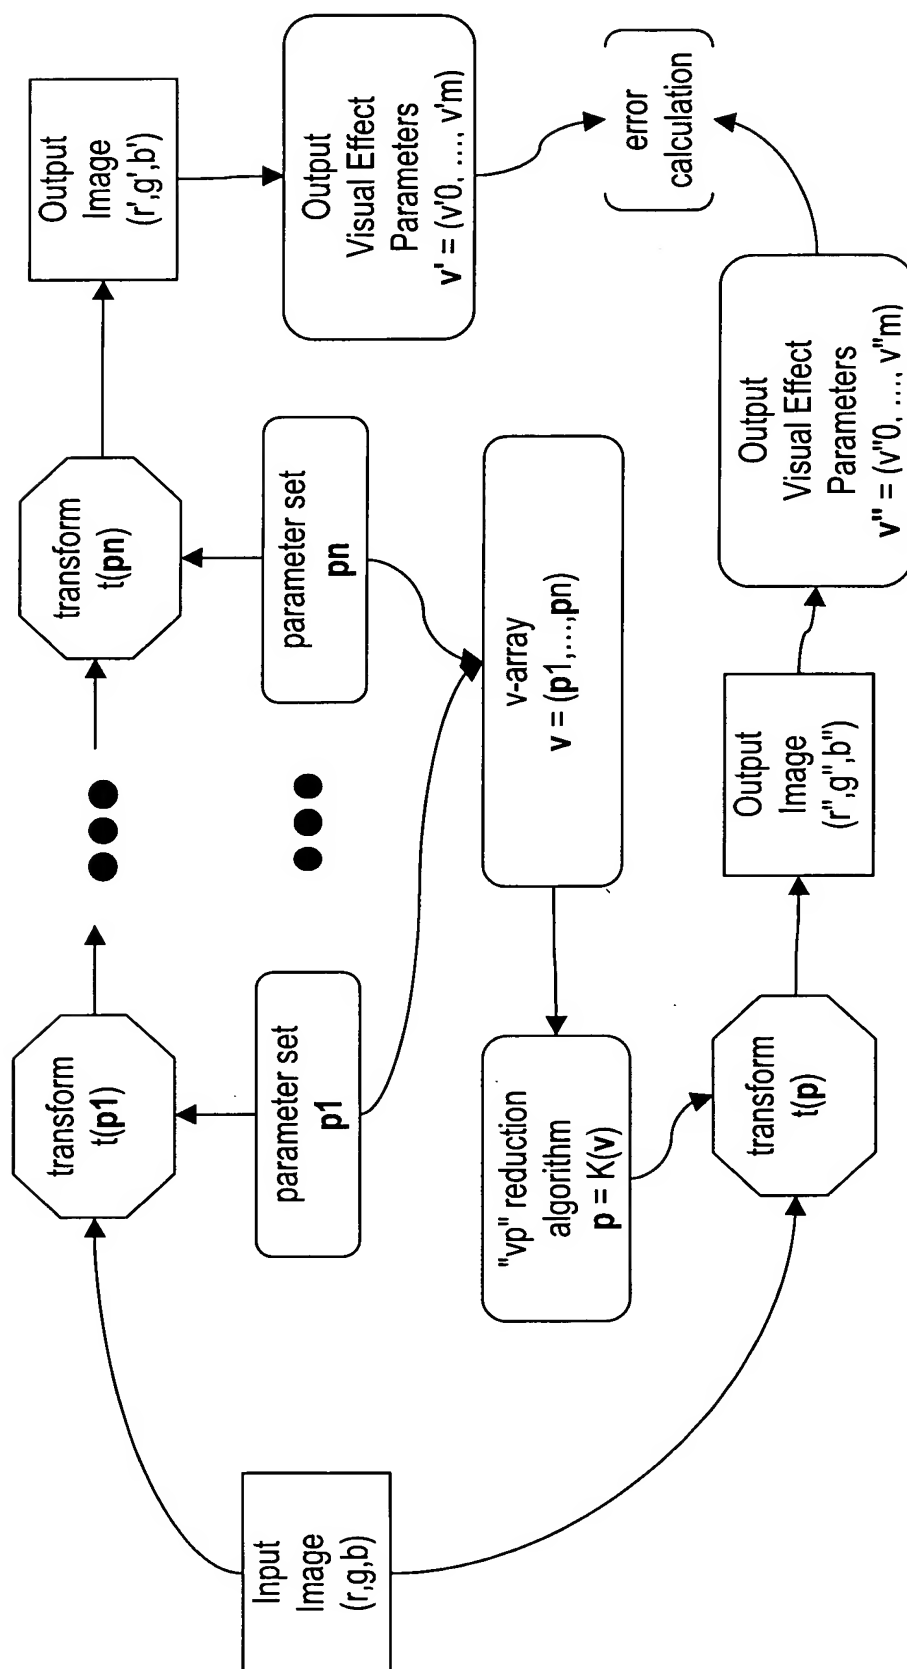 Input
Image
(r,g,b)
transform
t(p1)
transform
t(pn)
Output
Image
(r',g',b')
parameter set
p1
parameter set
pn
Output
Visual Effect
Parameters
v' = (v'0, ..., v'm)
v-array
v = (p1,...,pn)
"vp" reduction
algorithm
p = K(v)
error
calculation
transform
t(p)
Output
Image
(r",g",b")
Output
Visual Effect
Parameters
v" = (v"0, ..., v"m)